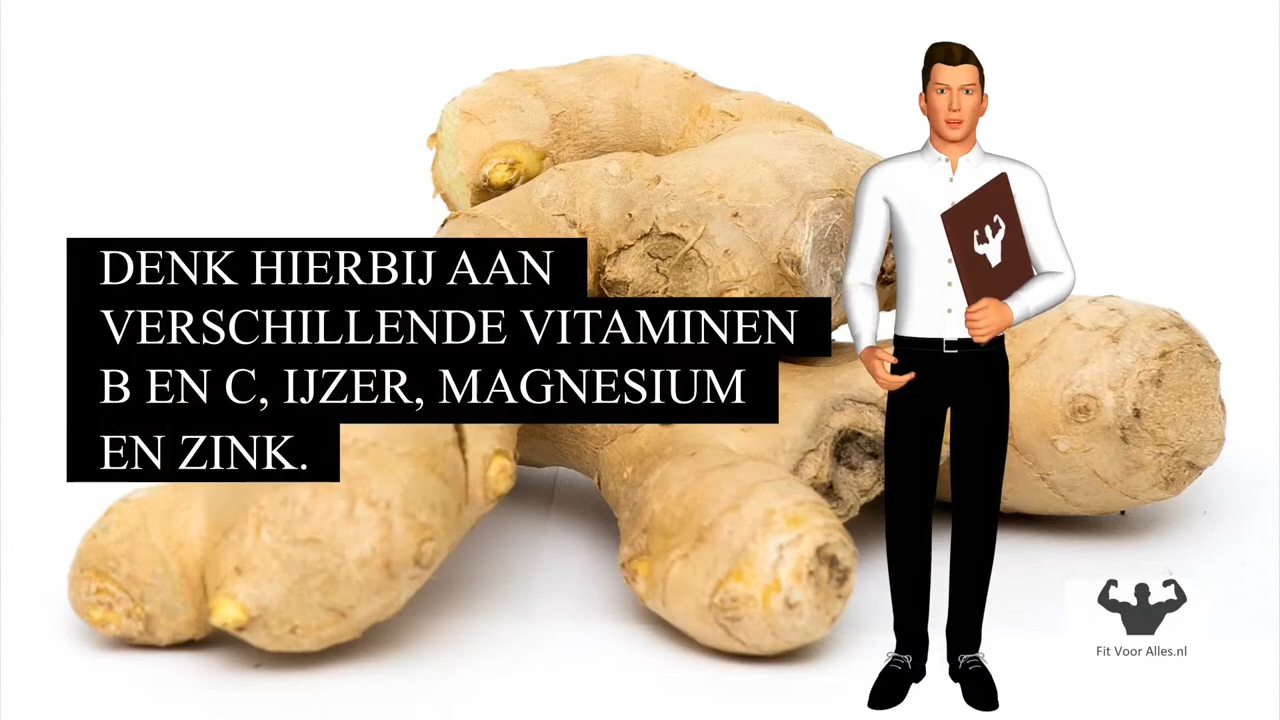 DENK HIERBIJ AAN
VERSCHILLENDE VITAMINEN
B EN C, IJZER, MAGNESIUM
EN ZINK.
Fit Voor Alles.nl